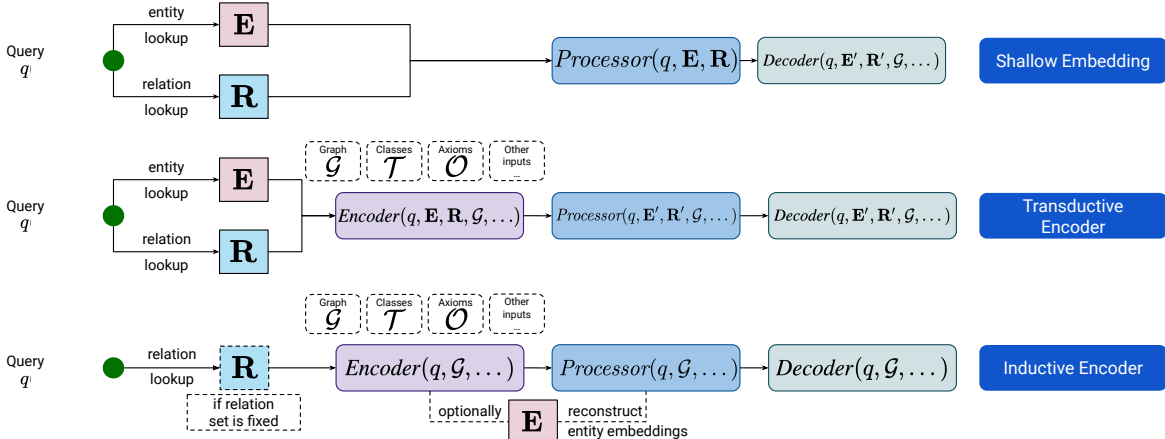 entity
lookup
E
Query
q
relation
lookup
R
Processor(q, E, R)
Decoder(q, E′, R′, 𝒢, . . . )
Shallow Embedding
Graph
𝒢
Classes
𝒯
Axioms
𝒪
Other
inputs
...
entity
lookup
E
Query
q
relation
lookup
R
Encoder(q, E, R, 𝒢, . . . )
Processor(q, E′, R′, 𝒢, . . . )
Decoder(q, E′, R′, 𝒢, . . . )
Transductive
Encoder
Graph
𝒢
Classes
𝒯
Axioms
𝒪
Other
inputs
...
Query
q
relation
lookup
R
if relation
set is fixed
Encoder(q, 𝒢, . . . )
Processor(q, 𝒢, . . . )
Decoder(q, 𝒢, . . . )
Inductive Encoder
optionally
E
reconstruct
entity embeddings